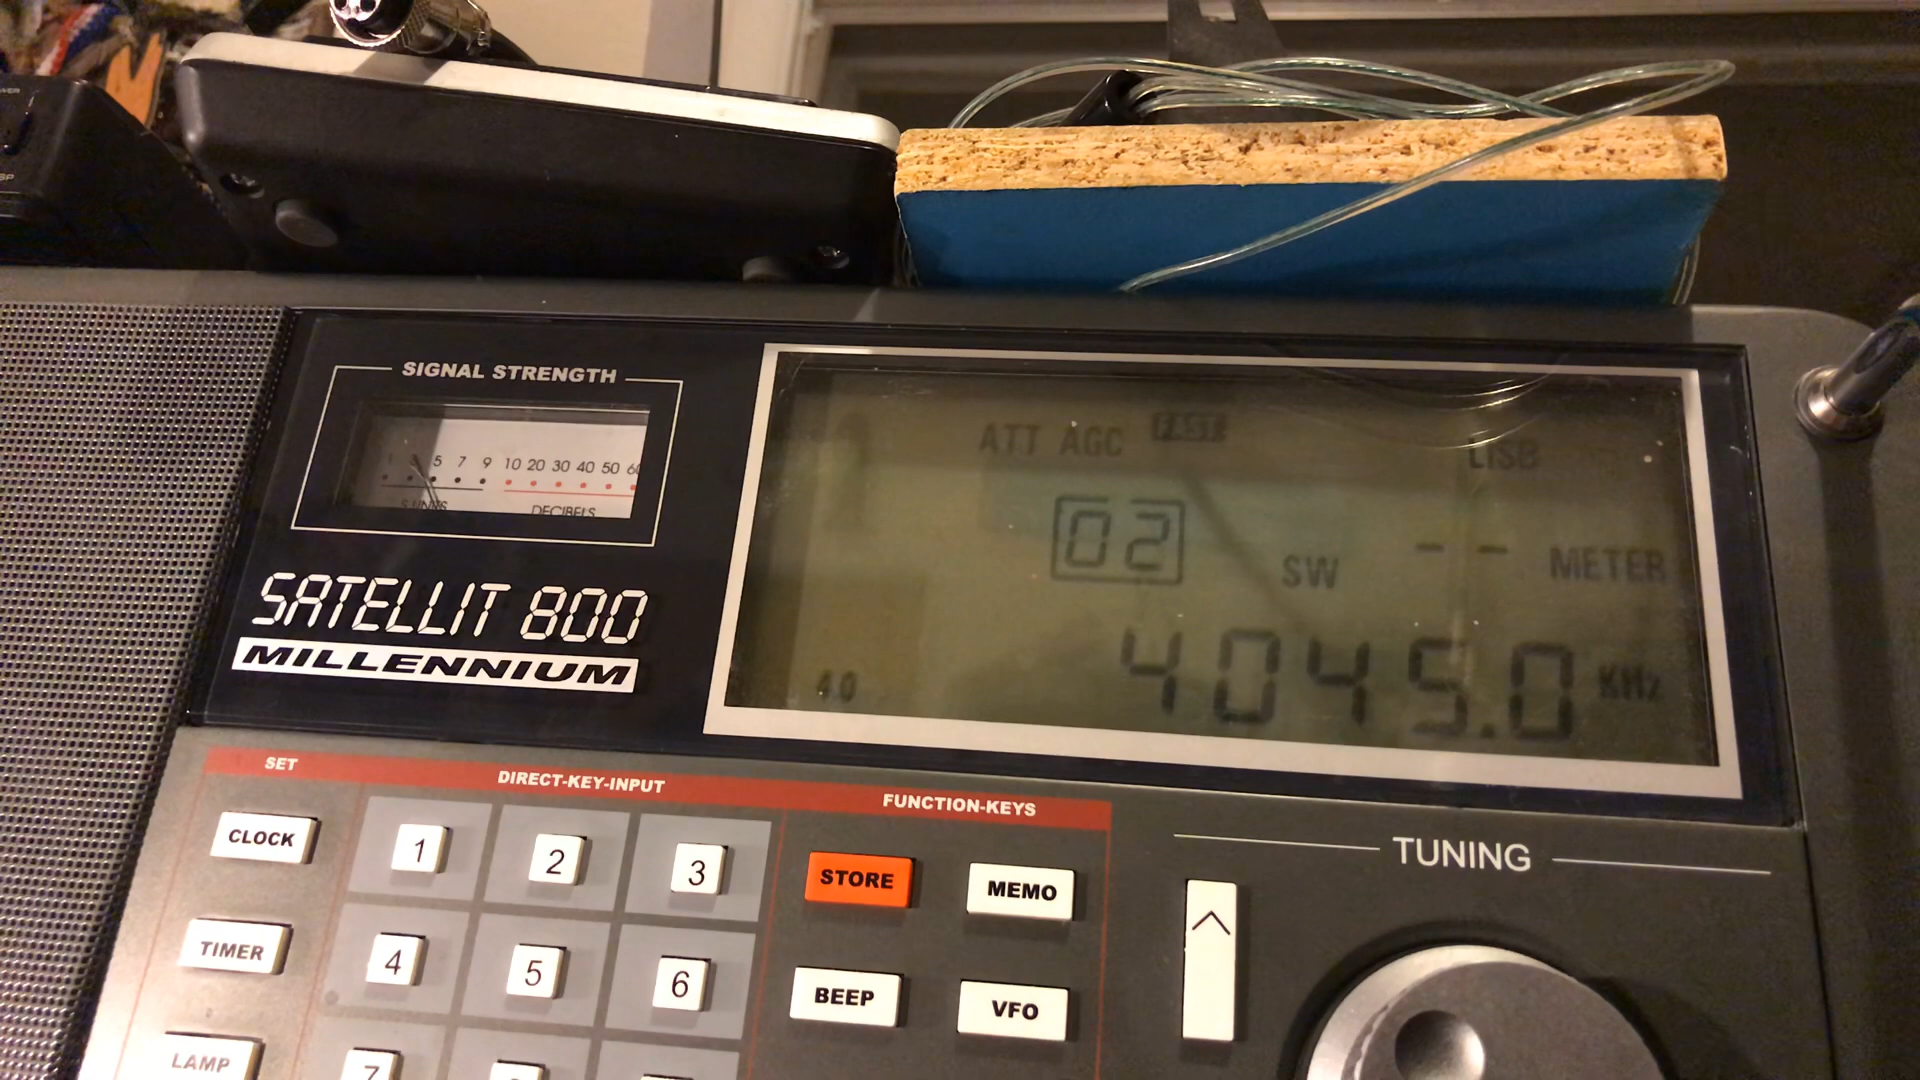 SIGNAL STRENGTH
1 5 7 9 10 20 30 40 50 60
S UNITS DECIBELS
SATELLIT 800
MILLENNIUM
ATT AGC FAST
02 SW -- METER
4.0 4045.0 KHz
SET DIRECT-KEY-INPUT FUNCTION-KEYS
CLOCK 1 2 3 STORE MEMO
TUNING
TIMER 4 5 6 BEEP VFO
LAMP 7